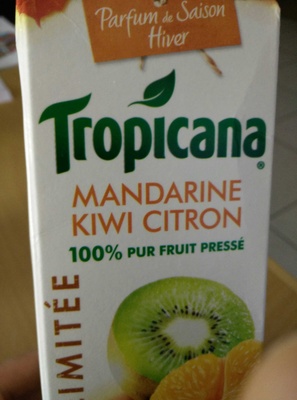 Parfum de Saison
Hiver
TROPICANA®
MANDARINE
KIWI CITRON
100% PUR FRUIT PRESSÉ
LIMITÉE